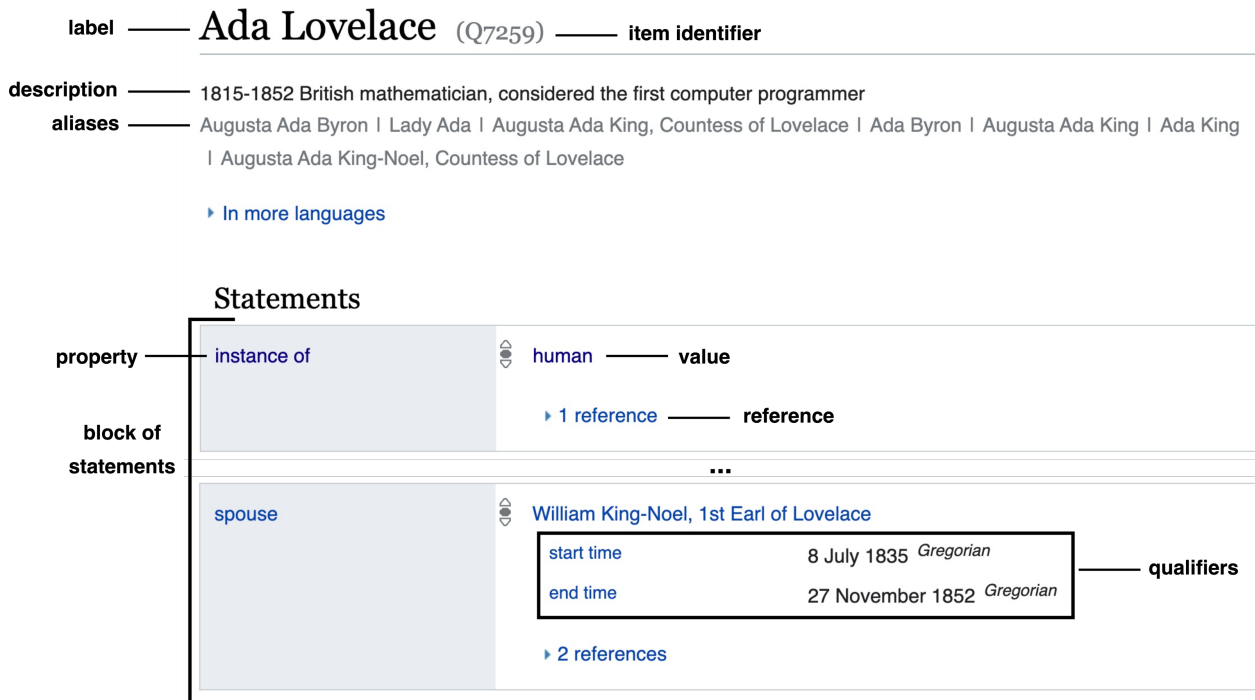 label Ada Lovelace (Q7259) item identifier
description 1815-1852 British mathematician, considered the first computer programmer
aliases Augusta Ada Byron | Lady Ada | Augusta Ada King, Countess of Lovelace | Ada Byron | Augusta Ada King | Ada King
| Augusta Ada King-Noel, Countess of Lovelace
In more languages
Statements
property instance of human value
1 reference reference
block of
statements
...
spouse William King-Noel, 1st Earl of Lovelace
start time 8 July 1835 Gregorian
qualifiers
end time 27 November 1852 Gregorian
2 references